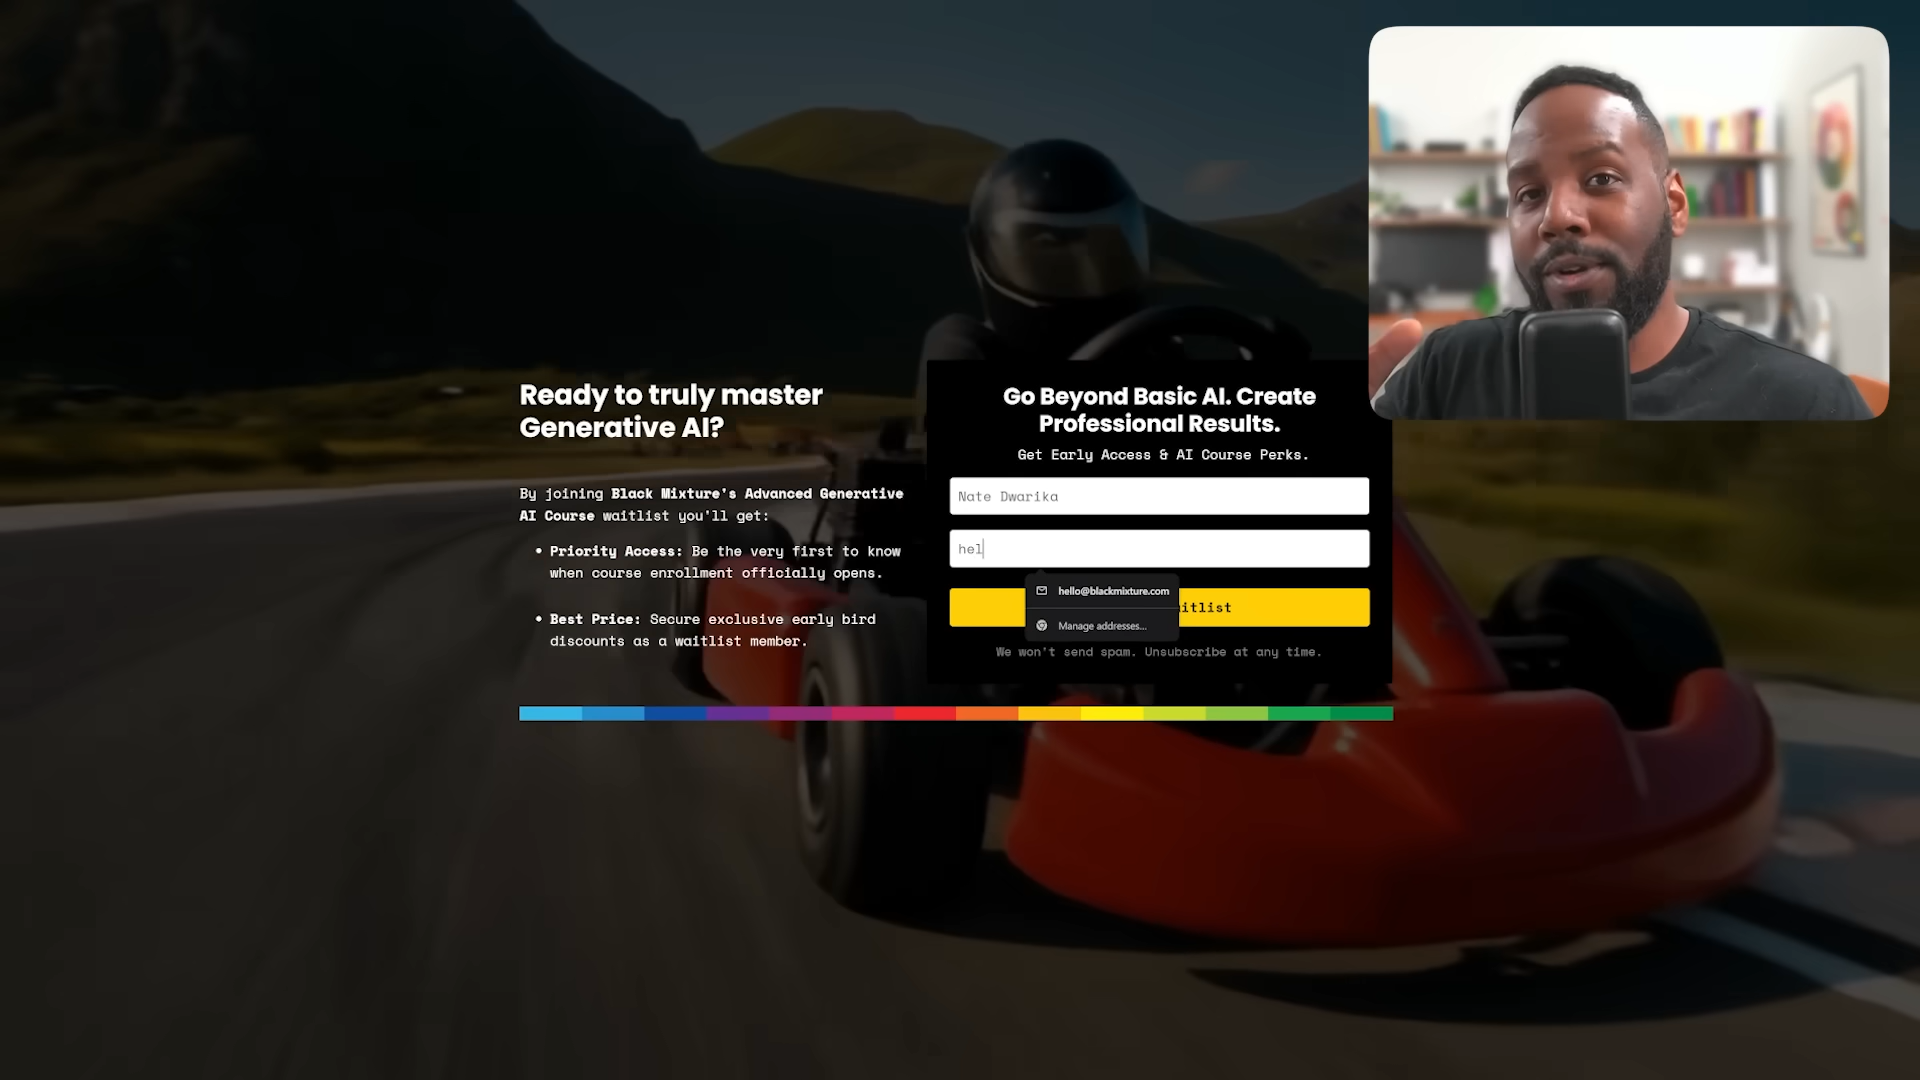 Ready to truly master
Generative AI?
By joining Black Mixture's Advanced Generative
AI Course waitlist you'll get:
• Priority Access: Be the very first to know
when course enrollment officially opens.
• Best Price: Secure exclusive early bird
discounts as a waitlist member.
Go Beyond Basic AI. Create
Professional Results.
Get Early Access & AI Course Perks.
Nate Dwarika
hel
hello@blackmixture.com
itlist
Manage addresses...
We won't send spam. Unsubscribe at any time.